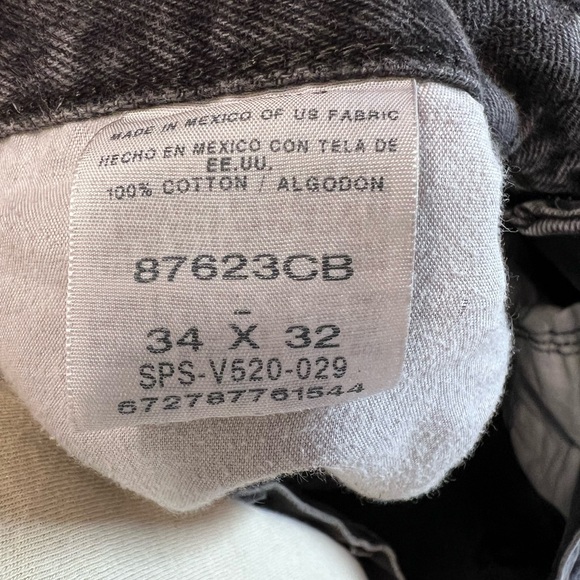 MADE IN MEXICO OF US FABRIC
HECHO EN MEXICO CON TELA DE
EE.UU.
100% COTTON / ALGODON
87623CB
34 X 32
SPS-V520-029
672787761544